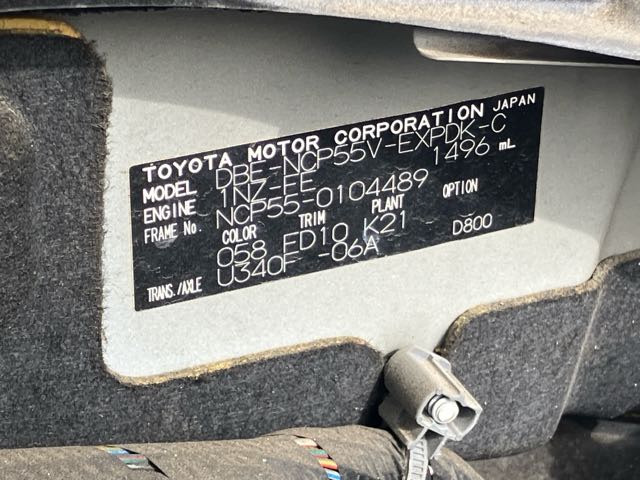 TOYOTA MOTOR CORPORATION JAPAN
MODEL DBE-NCP55V-EXPDK-C
ENGINE 1NZ-FE 1496 mL
FRAME No. NCP55-0104489
COLOR TRIM PLANT OPTION
058 FD10 K21
TRANS./AXLE U340F -06A D800